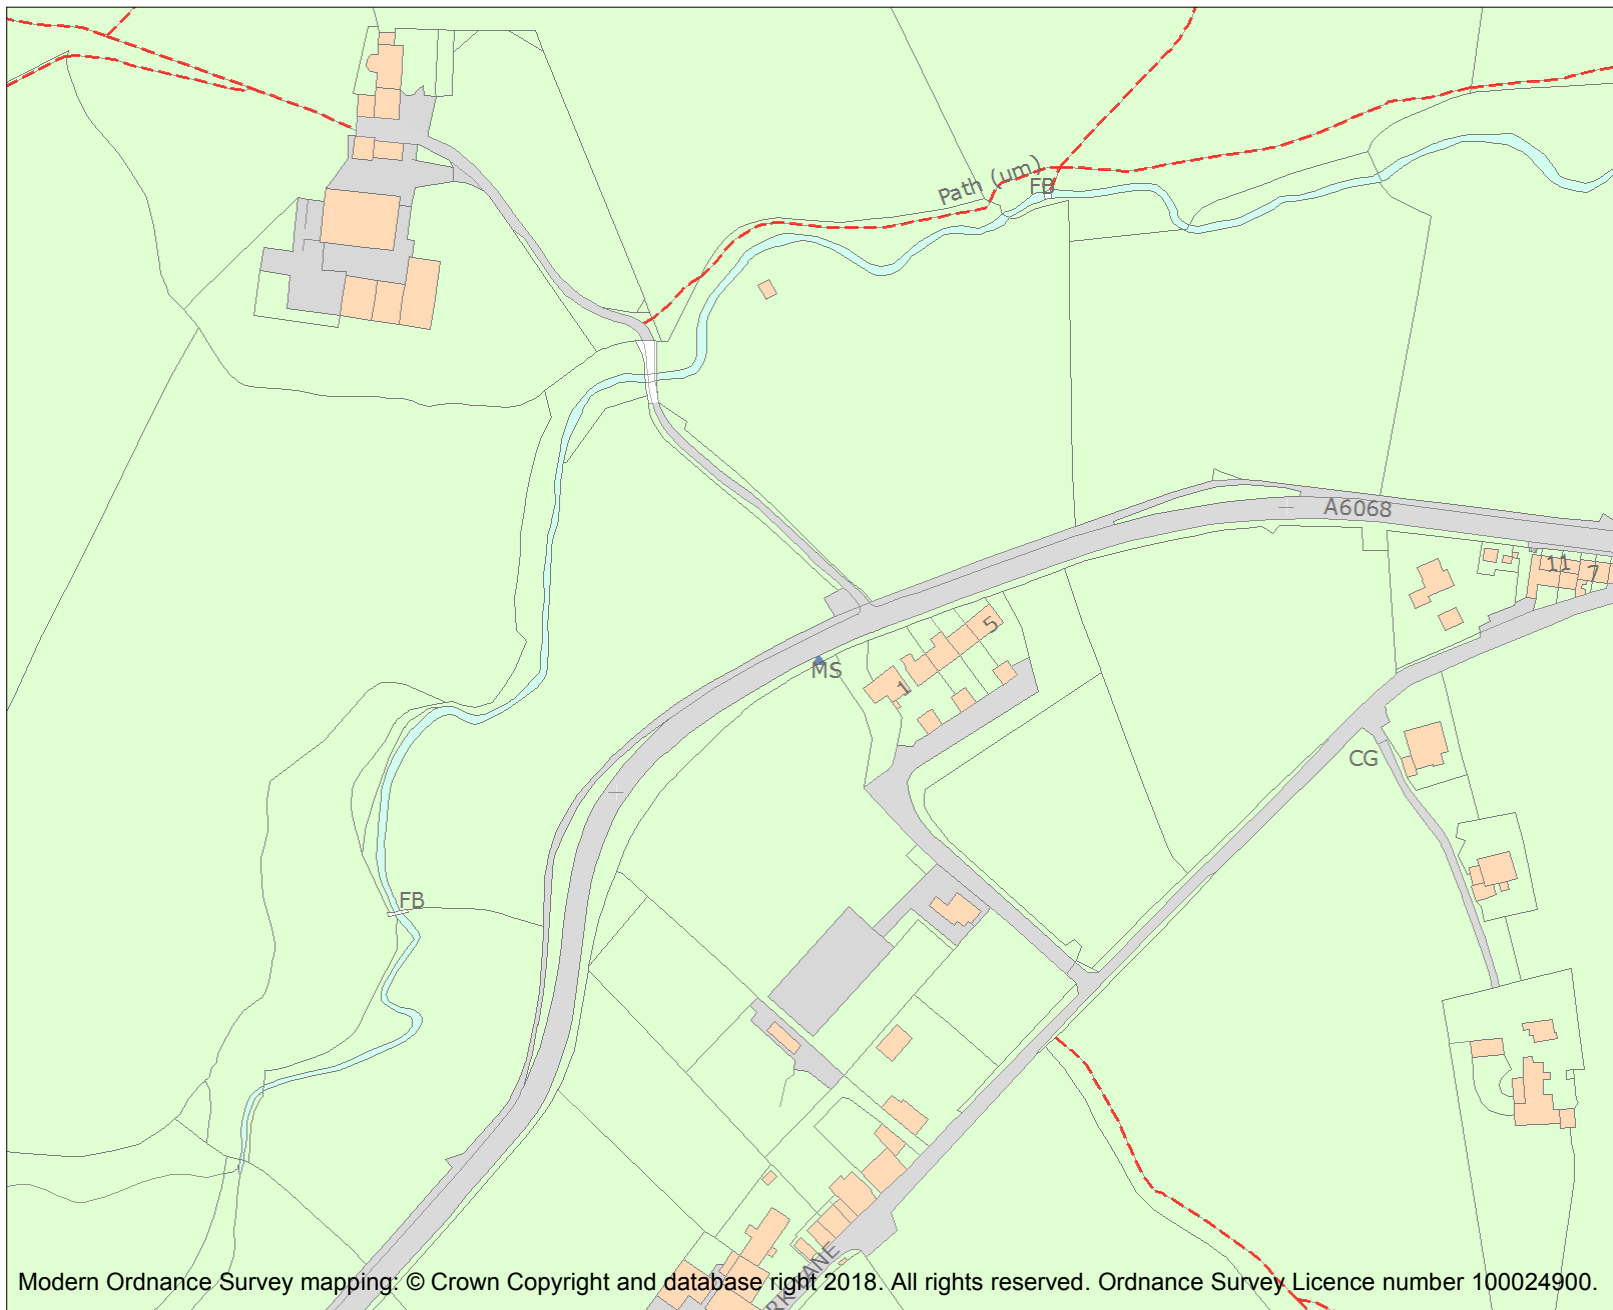 Path (um)
FB
A6068
11
7
5
MS
1
CG
FB
Modern Ordnance Survey mapping: © Crown Copyright and database right 2018. All rights reserved. Ordnance Survey Licence number 100024900.